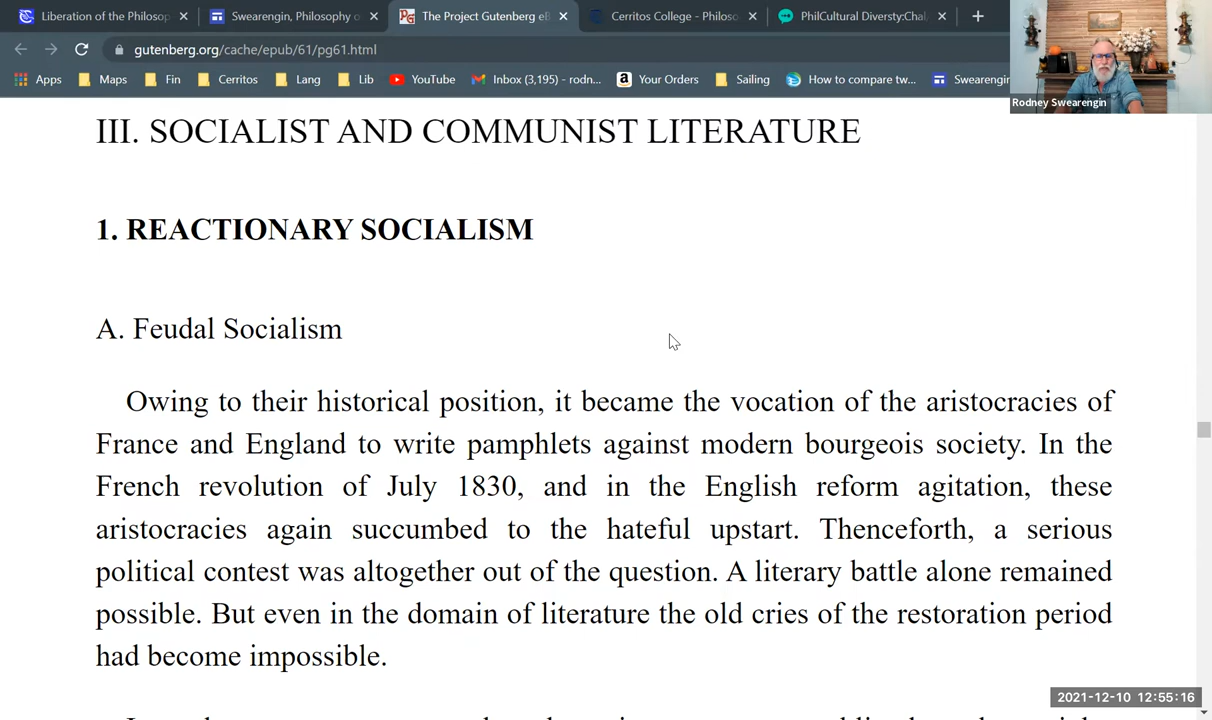 Liberation of the Philosop
Swearengin, Philosophy o
The Project Gutenberg eB
Cerritos College - Philoso
PhilCultural Diversty:Chal
gutenberg.org/cache/epub/61/pg61.html
Apps Maps Fin Cerritos Lang Lib YouTube Inbox (3,195) - rodn... Your Orders Sailing How to compare tw... Swearengin
Rodney Swearengin
III. SOCIALIST AND COMMUNIST LITERATURE
1. REACTIONARY SOCIALISM
A. Feudal Socialism
Owing to their historical position, it became the vocation of the aristocracies of
France and England to write pamphlets against modern bourgeois society. In the
French revolution of July 1830, and in the English reform agitation, these
aristocracies again succumbed to the hateful upstart. Thenceforth, a serious
political contest was altogether out of the question. A literary battle alone remained
possible. But even in the domain of literature the old cries of the restoration period
had become impossible.
2021-12-10 12:55:16